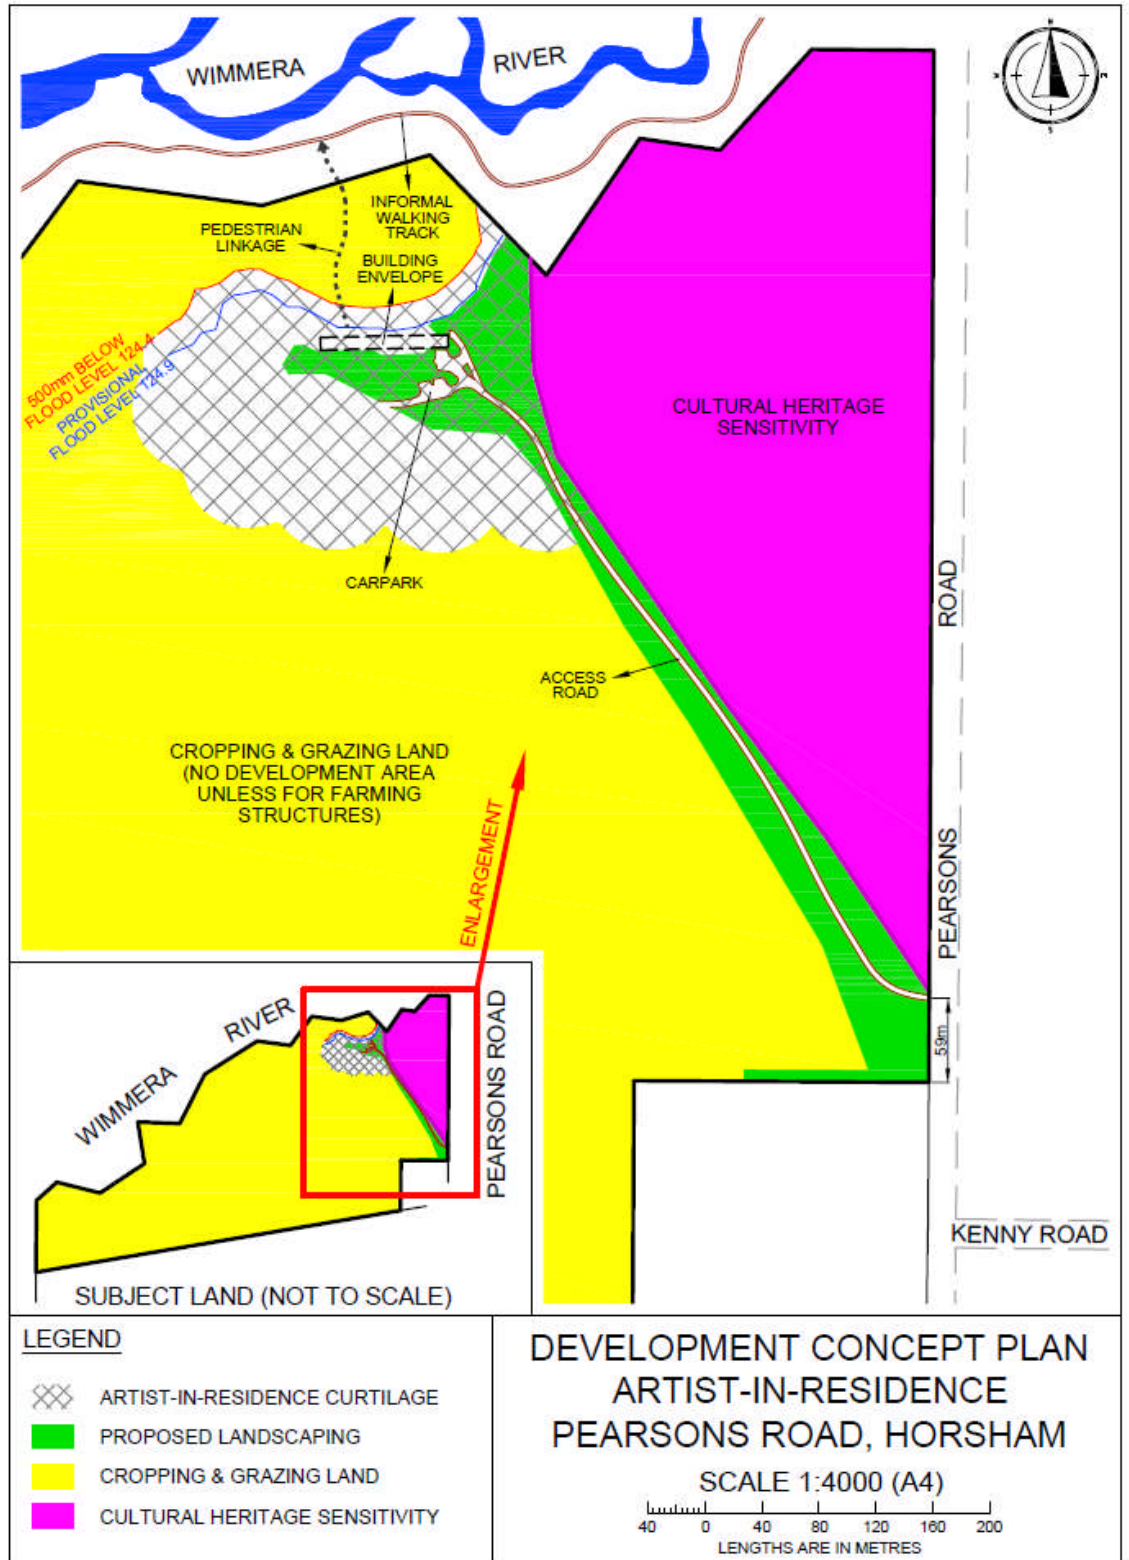 WIMMERA
RIVER
N
S
INFORMAL
WALKING
TRACK
PEDESTRIAN
LINKAGE
BUILDING
ENVELOPE
500mm BELOW
FLOOD LEVEL 124.4
PROVISIONAL
FLOOD LEVEL 124.9
CULTURAL HERITAGE
SENSITIVITY
CARPARK
ACCESS
ROAD
CROPPING & GRAZING LAND
(NO DEVELOPMENT AREA
UNLESS FOR FARMING
STRUCTURES)
ENLARGEMENT
PEARSONS ROAD
59m
KENNY ROAD
WIMMERA RIVER
PEARSONS ROAD
SUBJECT LAND (NOT TO SCALE)
LEGEND
ARTIST-IN-RESIDENCE CURTILAGE
PROPOSED LANDSCAPING
CROPPING & GRAZING LAND
CULTURAL HERITAGE SENSITIVITY
DEVELOPMENT CONCEPT PLAN
ARTIST-IN-RESIDENCE
PEARSONS ROAD, HORSHAM
SCALE 1:4000 (A4)
40 0 40 80 120 160 200
LENGTHS ARE IN METRES